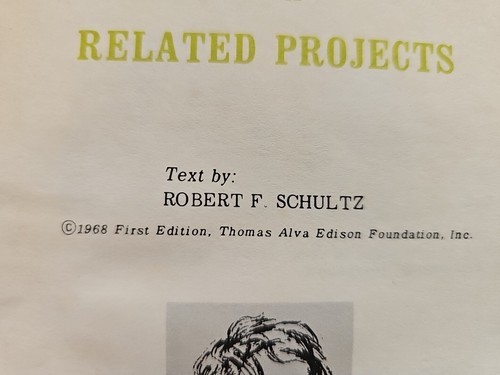 RELATED PROJECTS
Text by:
ROBERT F. SCHULTZ
©1968 First Edition, Thomas Alva Edison Foundation, Inc.